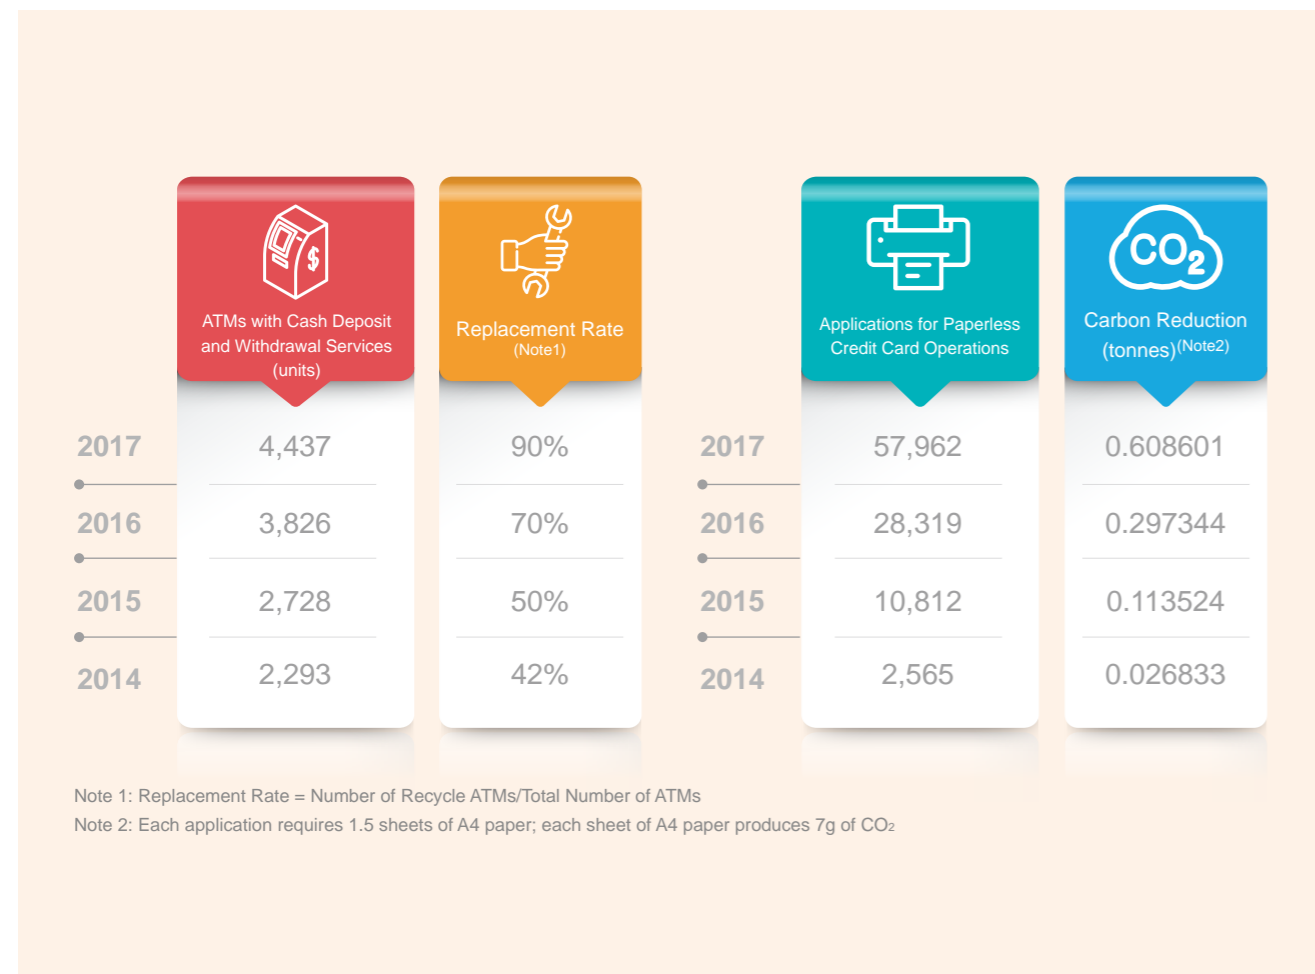 ATMs with Cash Deposit
and Withdrawal Services
(units)
Replacement Rate
(Note1)
Applications for Paperless
Credit Card Operations
CO2
Carbon Reduction
(tonnes)(Note2)
2017 4,437 90% 2017 57,962 0.608601
2016 3,826 70% 2016 28,319 0.297344
2015 2,728 50% 2015 10,812 0.113524
2014 2,293 42% 2014 2,565 0.026833
Note 1: Replacement Rate = Number of Recycle ATMs/Total Number of ATMs
Note 2: Each application requires 1.5 sheets of A4 paper; each sheet of A4 paper produces 7g of CO2